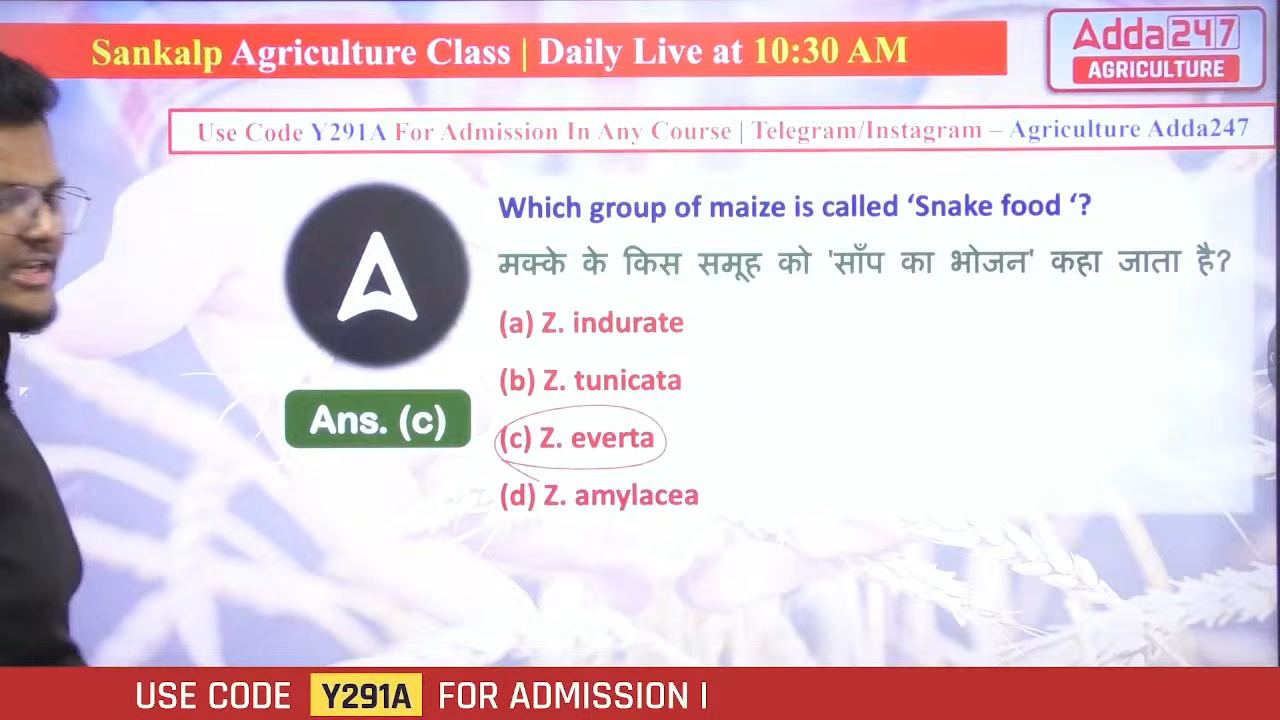 Sankalp Agriculture Class | Daily Live at 10:30 AM
Adda247
AGRICULTURE
Use Code Y291A For Admission In Any Course | Telegram/Instagram – Agriculture Adda247
Which group of maize is called ‘Snake food ‘?
मक्के के किस समूह को 'साँप का भोजन' कहा जाता है?
(a) Z. indurate
(b) Z. tunicata
Ans. (c)
(c) Z. everta
(d) Z. amylacea
USE CODE Y291A FOR ADMISSION I